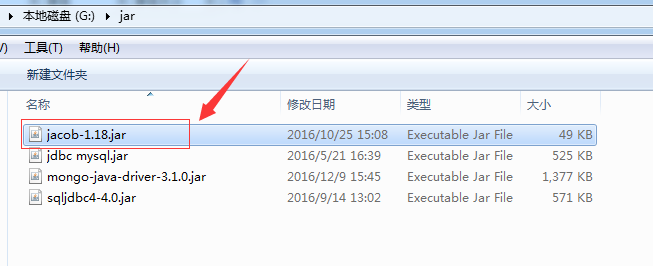 本地磁盘 (G:) ▸ jar
V) 工具(T) 帮助(H)
新建文件夹
名称 修改日期 类型 大小
jacob-1.18.jar 2016/10/25 15:08 Executable Jar File 49 KB
jdbc mysql.jar 2016/5/21 16:39 Executable Jar File 525 KB
mongo-java-driver-3.1.0.jar 2016/12/9 15:45 Executable Jar File 1,377 KB
sqljdbc4-4.0.jar 2016/9/14 13:02 Executable Jar File 571 KB